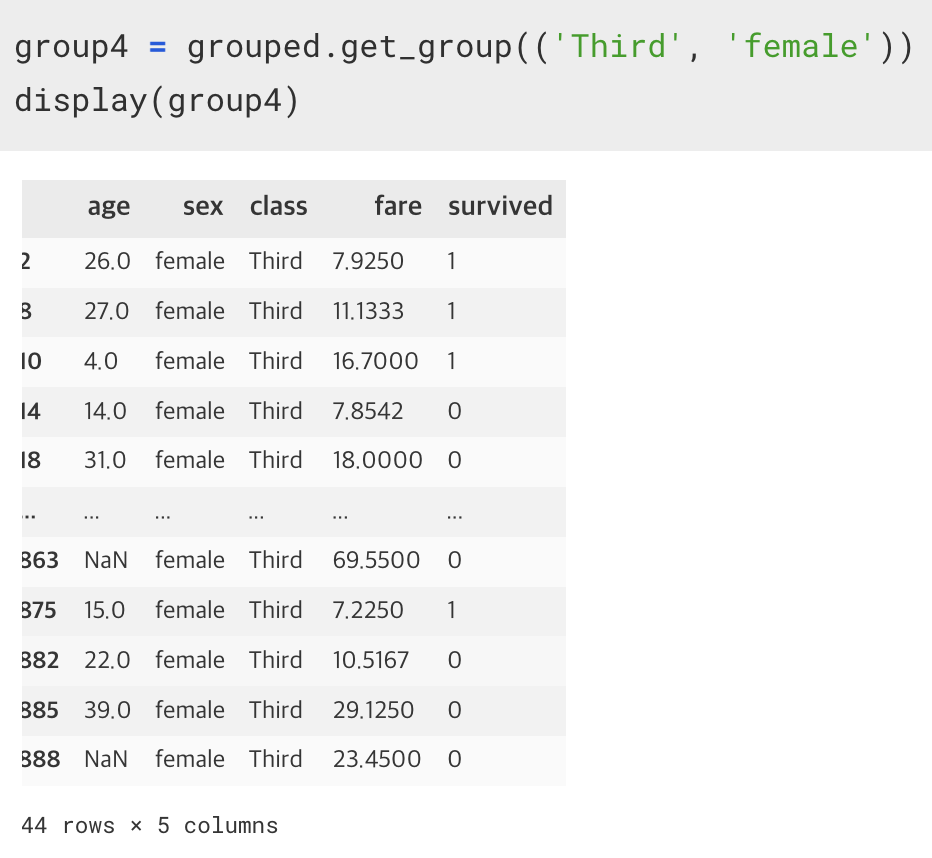 group4 = grouped.get_group(('Third', 'female'))
display(group4)
age sex class fare survived
2 26.0 female Third 7.9250 1
8 27.0 female Third 11.1333 1
10 4.0 female Third 16.7000 1
14 14.0 female Third 7.8542 0
18 31.0 female Third 18.0000 0
... ... ... ... ... ...
863 NaN female Third 69.5500 0
875 15.0 female Third 7.2250 1
882 22.0 female Third 10.5167 0
885 39.0 female Third 29.1250 0
888 NaN female Third 23.4500 0
44 rows × 5 columns